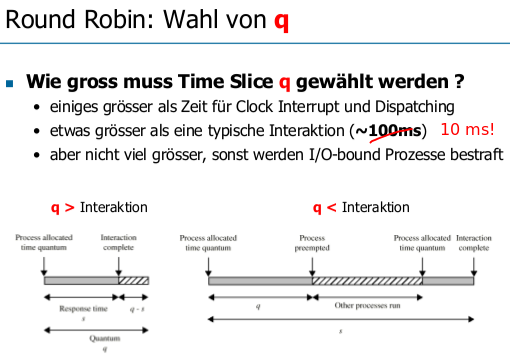 Round Robin: Wahl von q
Wie gross muss Time Slice q gewählt werden ?
einiges grösser als Zeit für Clock Interrupt und Dispatching
etwas grösser als eine typische Interaktion (~100ms) 10 ms!
aber nicht viel grösser, sonst werden I/O-bound Prozesse bestraft
q > Interaktion
q < Interaktion
Process allocated
time quantum
Interaction
complete
Response time
s
q - s
Quantum
q
Process allocated
time quantum
Process
preempted
Process allocated
time quantum
Interaction
complete
q
Other processes run
s